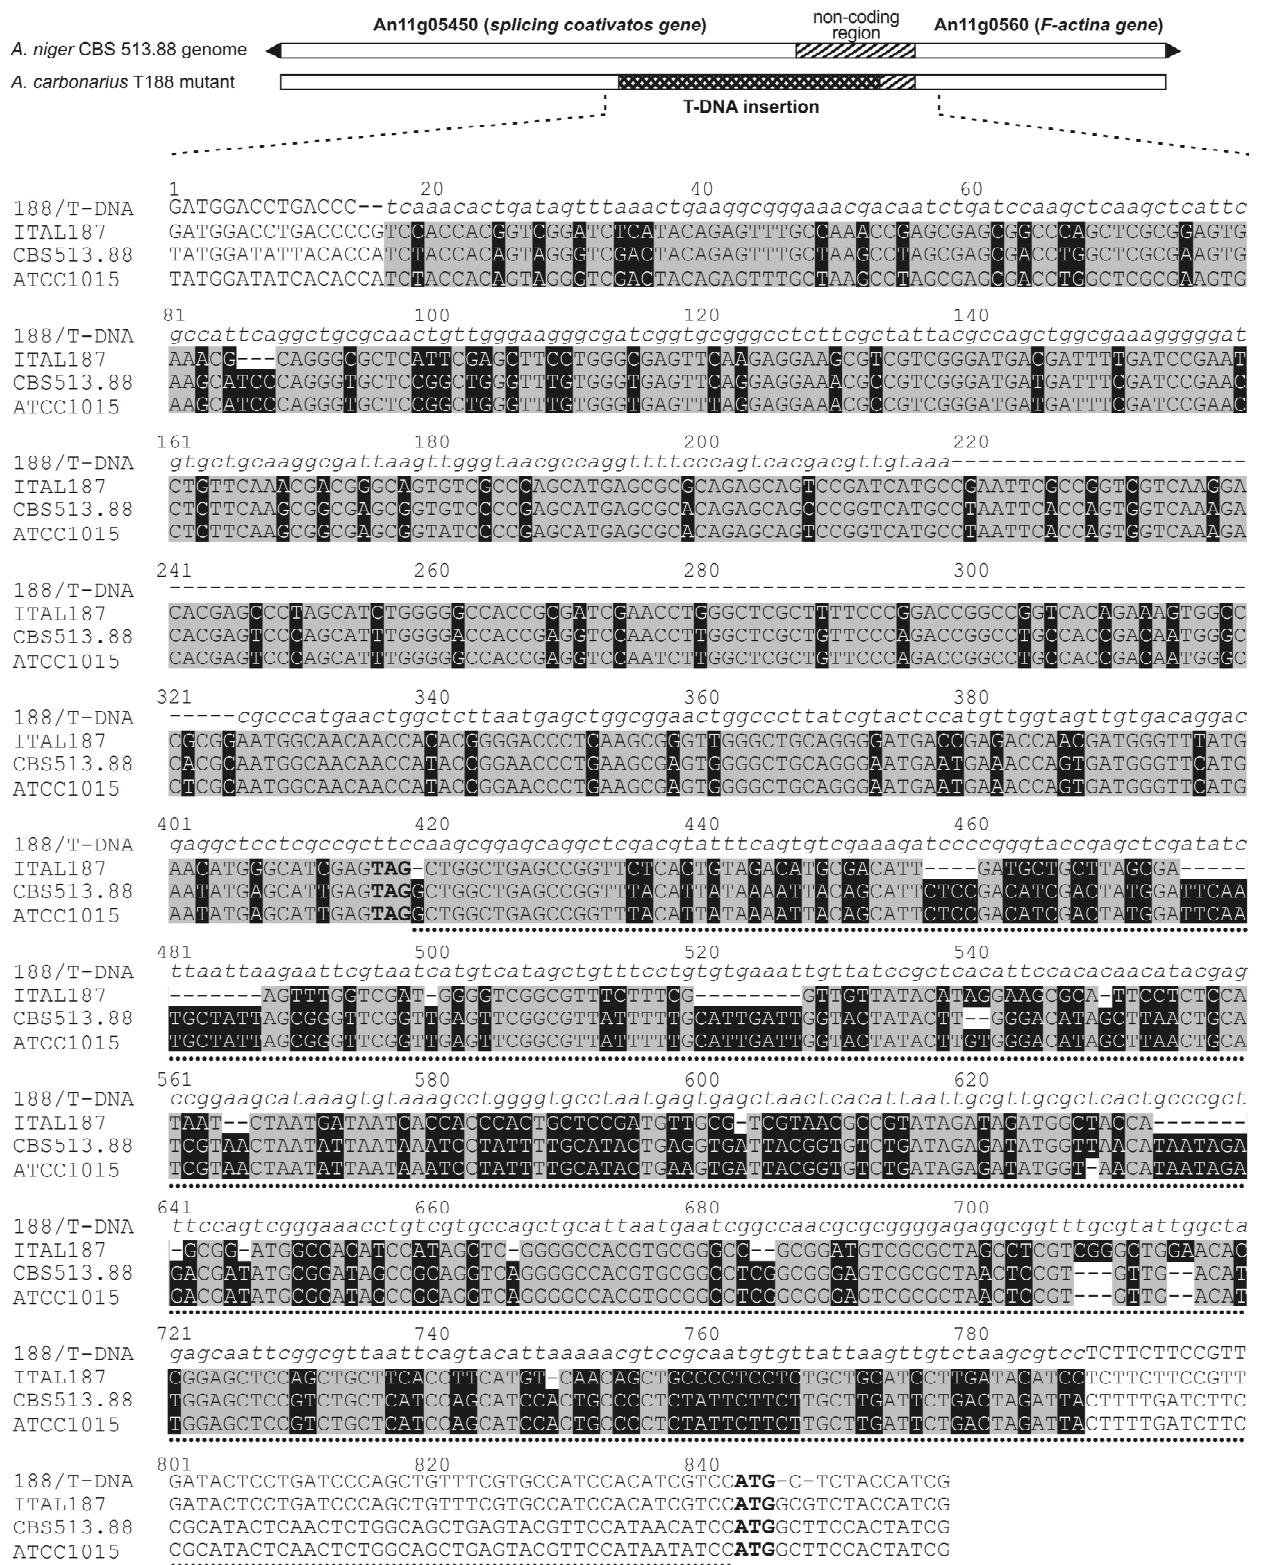 An11g05450 (splicing coativatos gene) non-coding region An11g0560 (F-actina gene)
A. niger CBS 513.88 genome
A. carbonarius T188 mutant
T-DNA insertion
1 20 40 60
188/T-DNA GATGGACCTGACCC--tcaaacactgatagtttaaactgaaggcgggaaacgacaatctgatccaagctcaagctcattc
ITAL187 GATGGACCTGACCCCGTCCACCACGGTCGGATCTCATACAGAGTTTGCCAAACCGAGCGAGCGGCCCAGCTCGCGGAGTG
CBS513.88 TATGGATATTACACCATCTACCACAGTAGGGTCGACTACAGAGTTTGCTAAGCCTAGCGAGCGACCTGGCTCGCGAAGTG
ATCC1015 TATGGATATCACACCATCTACCACAGTAGGGTCGACTACAGAGTTTGCTAAGCCTAGCGAGCGACCTGGCTCGCGAAGTG
81 100 120 140
188/T-DNA gccattcaggctgcgcaactgttgggaagggcgatcggtgcgggcctcttcgctattacgccagctggcgaaagggggat
ITAL187 AAACG---CAGGGCGCTCATTCGAGCTTCCTGGGCGAGTTCAAGAGGAAGCGTCGTCGGGATGACGATTTTGATCCGAAT
CBS513.88 AAGCATCCCAGGGTGCTCCGGCTGGGTTTGTGGGTGAGTTCAGGAGGAAACGCCGTCGGGATGATGATTTCGATCCGAAC
ATCC1015 AAGCATCCCAGGGTGCTCCGGCTGGGTTTGTGGGTGAGTTTAGGAGGAAACGCCGTCGGGATGATGATTTCGATCCGAAC
161 180 200 220
188/T-DNA gtgctgcaaggcgattaagttgggtaacgccaggttttcccagtcacgacgttgtaaa----------------------
ITAL187 CTGTTCAAACGACGGGCAGTGTCGCCCAGCATGAGCGCGCAGAGCAGTCCGATCATGCCGAATTCGCCGGTCGTCAAGGA
CBS513.88 CTCTTCAAGCGGCGAGCGGTGTCCCCGAGCATGAGCGCACAGAGCAGCCCGGTCATGCCTAATTCACCAGTGGTCAAAGA
ATCC1015 CTCTTCAAGCGGCGAGCGGTATCCCCGAGCATGAGCGCACAGAGCAGTCCGGTCATGCCTAATTCACCAGTGGTCAAAGA
241 260 280 300
188/T-DNA --------------------------------------------------------------------------------
ITAL187 CACGAGCCCTAGCATCTGGGGGCCACCGCGATCGAACCTGGGCTCGCTTTTCCCGGACCGGCCGGTCACAGAAAGTGGCC
CBS513.88 CACGAGTCCCAGCATTTGGGGACCACCGAGGTCCAACCTTGGCTCGCTGTTCCCAGACCGGCCTGCCACCGACAATGGGC
ATCC1015 CACGAGTCCCAGCATTTGGGGGCCACCGAGGTCCAATCTTGGCTCGCTGTTCCCAGACCGGCCTGCCACCGACAATGGGC
321 340 360 380
188/T-DNA -----cgcccatgaactggctcttaatgagctggcggaactggcccttatcgtactccatgttggtagttgtgacaggac
ITAL187 CGCGGAATGGCAACAACCACACGGGGACCCTCAAGCGGGTTGGGCTGCAGGGGATGACCGAGACCAACGATGGGTTTATG
CBS513.88 CACGCAATGGCAACAACCATACCGGAACCCTGAAGCGAGTGGGGCTGCAGGGAATGAATGAAACCAGTGATGGGTTCATG
ATCC1015 CTCGCAATGGCAACAACCATACCGGAACCCTGAAGCGAGTGGGGCTGCAGGGAATGAATGAAACCAGTGATGGGTTCATG
401 420 440 460
188/T-DNA gaggctcctcgccgcttccaagcggagcaggctcgacgtatttcagtgtcgaaagatccccgggtaccgagctcgatatc
ITAL187 AACATGGGCATCGAGTAG-CTGGCTGAGCCGGTTCTCACTGTAGACATGCGACATT----GATGCTGCTTAGCGA-----
CBS513.88 AATATGAGCATTGAGTAGGCTGGCTGAGCCGGTTTACATTATAAAATTACAGCATTCTCCGACATCGACTATGGATTCAA
ATCC1015 AATATGAGCATTGAGTAGGCTGGCTGAGCCGGTTTACATTATAAAATTACAGCATTCTCCGACATCGACTATGGATTCAA
481 500 520 540
188/T-DNA ttaattaagaattcgtaatcatgtcatagctgtttcctgtgtgaaattgttatccgctcacattccacacaacatacgag
ITAL187 -------AGTTTGGTCGAT-GGGGTCGGCGTTTCTTTCG--------GTTGTTATACATAGGAAGCGCA-TTCCTCTCCA
CBS513.88 TGCTATTAGCGGGTTCGGTTGAGTTCGGCGTTATTTTTGCATTGATTGGTACTATACTT--GGGACATAGCTTAACTGCA
ATCC1015 TGCTATTAGCGGGTTCGGTTGAGTTCGGCGTTATTTTTGCATTGATTGGTACTATACTTGTGGGACATAGCTTAACTGCA
561 580 600 620
188/T-DNA ccggaagcataaagtgtaaagcctggggtgcctaatgagtgagctaactcacattaattgcgttgcgctcactgcccgct
ITAL187 TAAT--CTAATGATAATCACCACCCACTGCTCCGATGTTGCG-TCGTAACGCCGTATAGATAGATGGCTACCA-------
CBS513.88 TCGTAACTAATATTAATAAATCCTATTTTGCATACTGAGGTGATTACGGTGTCTGATAGAGATATGGTTAACATAATAGA
ATCC1015 TCGTAACTAATATTAATAAATCCTATTTTGCATACTGAAGTGATTACGGTGTCTGATAGAGATATGGT-AACATAATAGA
641 660 680 700
188/T-DNA ttccagtcgggaaacctgtcgtgccagctgcattaatgaatcggccaacgcgcggggagaggcggtttgcgtattggcta
ITAL187 -GCGG-ATGGCCACATCCATAGCTC-GGGGCCACGTGCGGGCC--GCGGATGTCGCGCTAGCCTCGTCGGGCTGGAACAC
CBS513.88 GACGATATGCGGATAGCCGCAGGTCAGGGGCCACGTGCGGCCTCGGCGGGAGTCGCGCTAACTCCGT---GTTG--ACAT
ATCC1015 GACGATATGCGGATAGCCGCAGGTCAGGGGCCACGTGCGGCCTCGGCGGGAGTCGCGCTAACTCCGT---GTTG--ACAT
721 740 760 780
188/T-DNA gagcaattcggcgttaattcagtacattaaaaacgtccgcaatgtgttattaagttgtctaagcgtccTCTTCTTCCGTT
ITAL187 CGGAGCTCCAGCTGCTTCACCTTCATGT-CAACAGCTGCCCCTCCTCTGCTGCATCCTTGATACATCCTCTTCTTCCGTT
CBS513.88 TGGAGCTCCGTCTGCTCATCCAGCATCCACTGCCCCTCTATTCTTCTTGCTTGATTCTGACTAGATTACTTTTGATCTTC
ATCC1015 TGGAGCTCCGTCTGCTCATCCAGCATCCACTGCCCCTCTATTCTTCTTGCTTGATTCTGACTAGATTACTTTTGATCTTC
801 820 840
188/T-DNA GATACTCCTGATCCCAGCTGTTTCGTGCCATCCACATCGTCCATG-C-TCTACCATCG
ITAL187 GATACTCCTGATCCCAGCTGTTTCGTGCCATCCACATCGTCCATGGCGTCTACCATCG
CBS513.88 CGCATACTCAACTCTGGCAGCTGAGTACGTTCCATAACATCCATGGCTTCCACTATCG
ATCC1015 CGCATACTCAACTCTGGCAGCTGAGTACGTTCCATAATATCCATGGCTTCCACTATCG